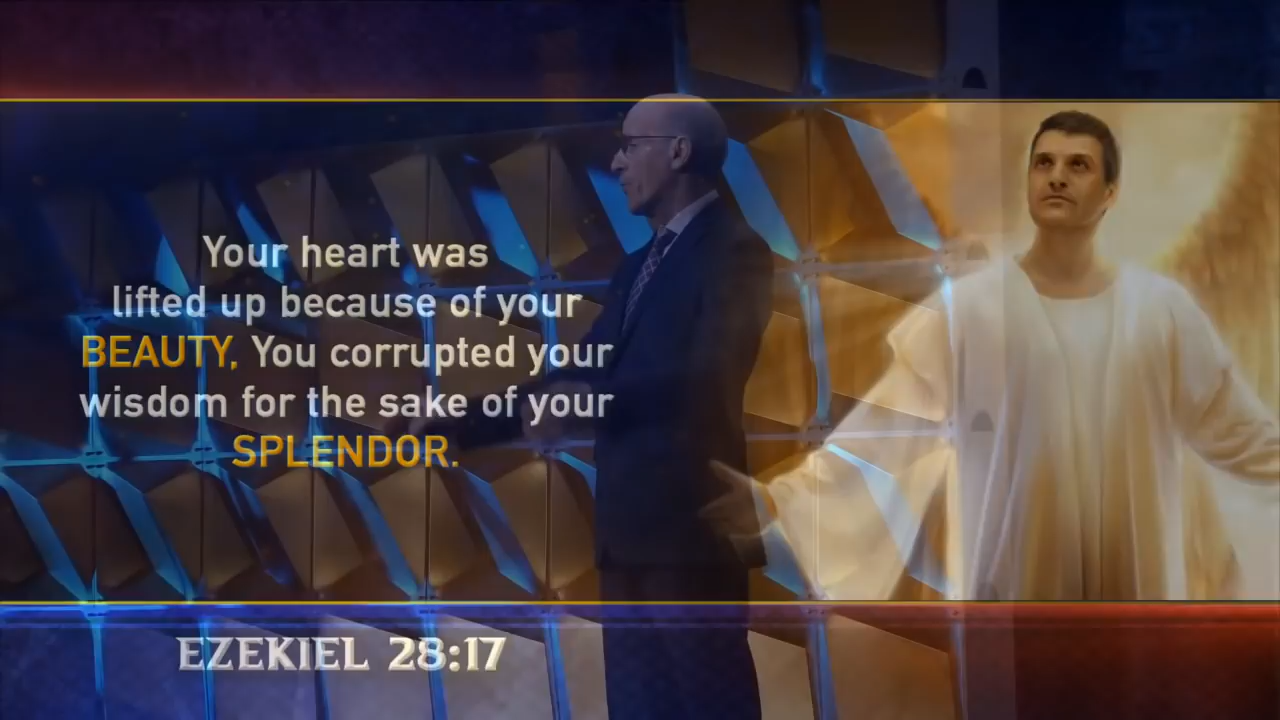 Your heart was
lifted up because of your
BEAUTY, You corrupted your
wisdom for the sake of your
SPLENDOR.
EZEKIEL 28:17